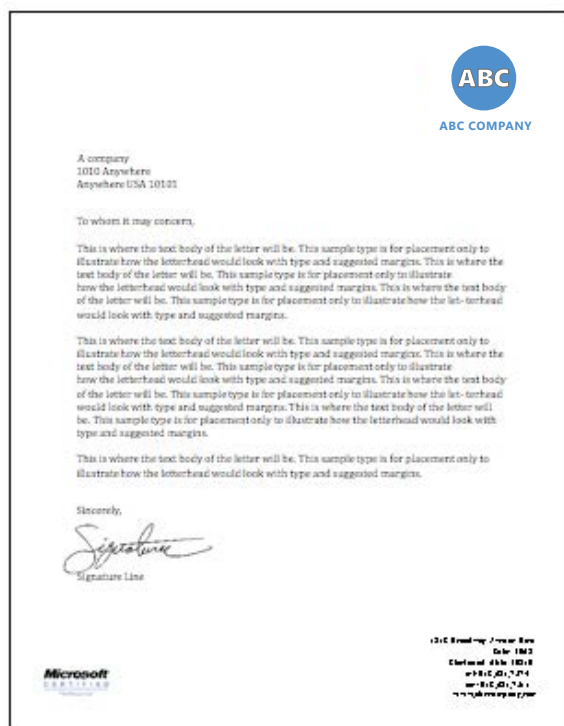 ABC
ABC COMPANY
A company
1010 Anywhere
Anywhere USA 10101
To whom it may concern,
This is where the text body of the letter will be. This sample type is for placement only to
illustrate how the letterhead would look with type and suggested margins. This is where the
text body of the letter will be. This sample type is for placement only to illustrate
how the letterhead would look with type and suggested margins. This is where the text body
of the letter will be. This sample type is for placement only to illustrate how the let- terhead
would look with type and suggested margins.
This is where the text body of the letter will be. This sample type is for placement only to
illustrate how the letterhead would look with type and suggested margins. This is where the
text body of the letter will be. This sample type is for placement only to illustrate
how the letterhead would look with type and suggested margins. This is where the text body
of the letter will be. This sample type is for placement only to illustrate how the let- terhead
would look with type and suggested margins. This is where the text body of the letter will
be. This sample type is for placement only to illustrate how the letterhead would look with
type and suggested margins.
This is where the text body of the letter will be. This sample type is for placement only to
illustrate how the letterhead would look with type and suggested margins.
Sincerely,
Signature
Signature Line
Microsoft
CERTIFIED